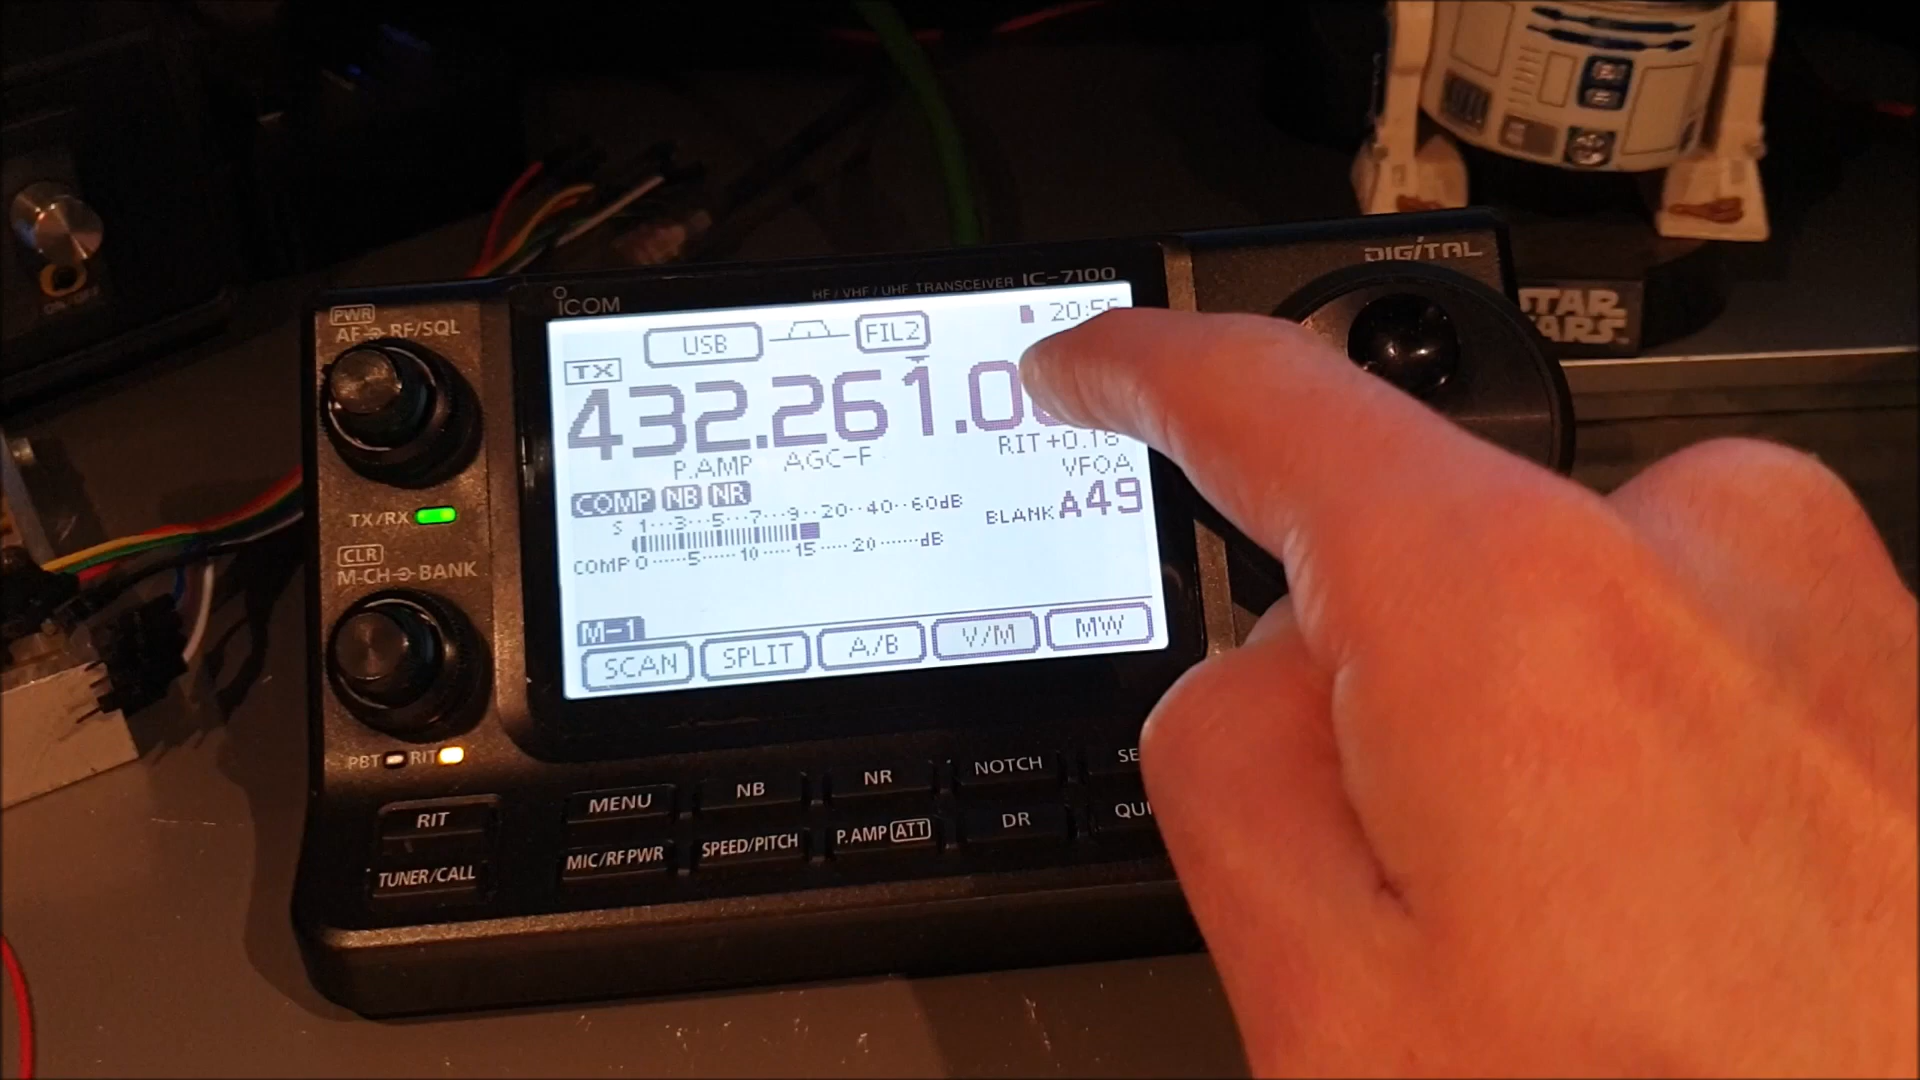 DIGITAL
HF/VHF/UHF TRANSCEIVER IC-7100
ICOM
STAR
WARS
PWR
AF RF/SQL
USB
FIL2
TX
432.261.0
RIT +0.18
P.AMP AGC-F
VFOA
COMP NB NR
BLANK A49
S 1 3 5 7 9 20 40 60dB
COMP 0 5 10 15 20 dB
TX/RX
CLR
M-CH BANK
M-1
SCAN SPLIT A/B V/M MW
PBT RIT
RIT
MENU NB NR NOTCH
TUNER/CALL
MIC/RF PWR SPEED/PITCH P.AMP ATT DR